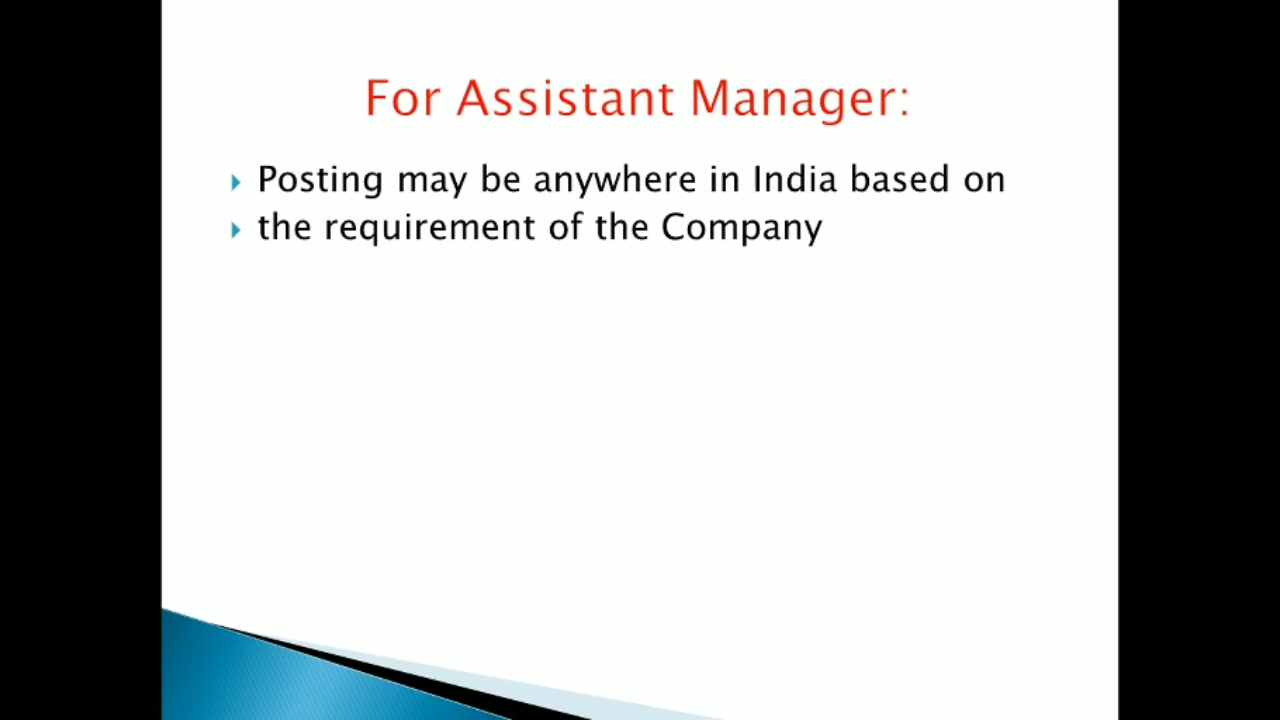 For Assistant Manager:
Posting may be anywhere in India based on
the requirement of the Company